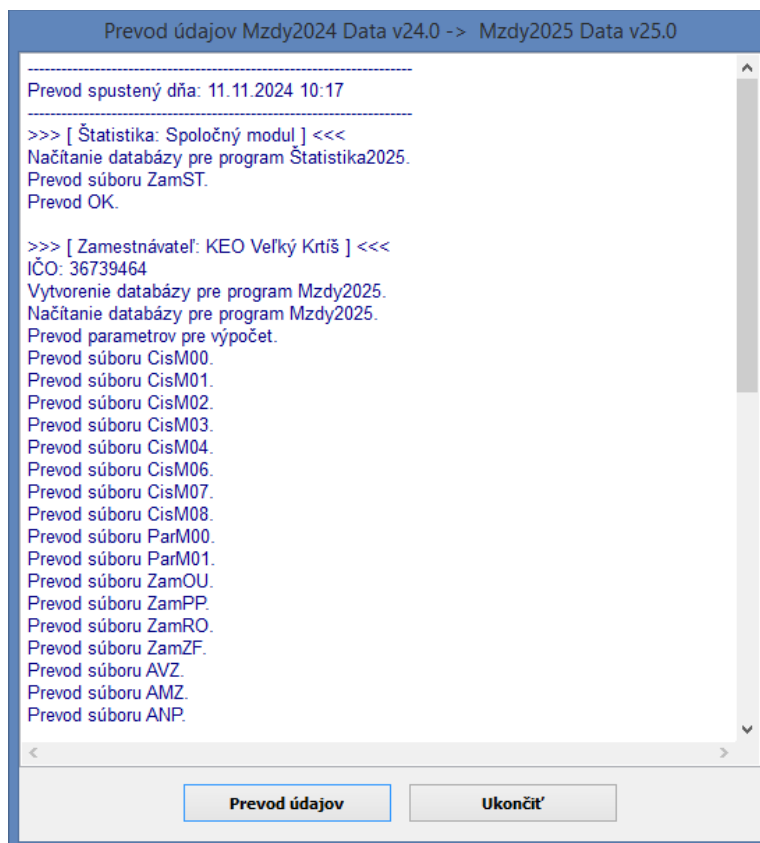 Prevod údajov Mzdy2024 Data v24.0 -> Mzdy2025 Data v25.0
--------------------------------------------------------------------
Prevod spustený dňa: 11.11.2024 10:17
--------------------------------------------------------------------
>>> [ Štatistika: Spoločný modul ] <<<
Načítanie databázy pre program Štatistika2025.
Prevod súboru ZamST.
Prevod OK.
>>> [ Zamestnávateľ: KEO Veľký Krtíš ] <<<
IČO: 36739464
Vytvorenie databázy pre program Mzdy2025.
Načítanie databázy pre program Mzdy2025.
Prevod parametrov pre výpočet.
Prevod súboru CisM00.
Prevod súboru CisM01.
Prevod súboru CisM02.
Prevod súboru CisM03.
Prevod súboru CisM04.
Prevod súboru CisM06.
Prevod súboru CisM07.
Prevod súboru CisM08.
Prevod súboru ParM00.
Prevod súboru ParM01.
Prevod súboru ZamOU.
Prevod súboru ZamPP.
Prevod súboru ZamRO.
Prevod súboru ZamZF.
Prevod súboru AVZ.
Prevod súboru AMZ.
Prevod súboru ANP.
Prevod údajov
Ukončiť